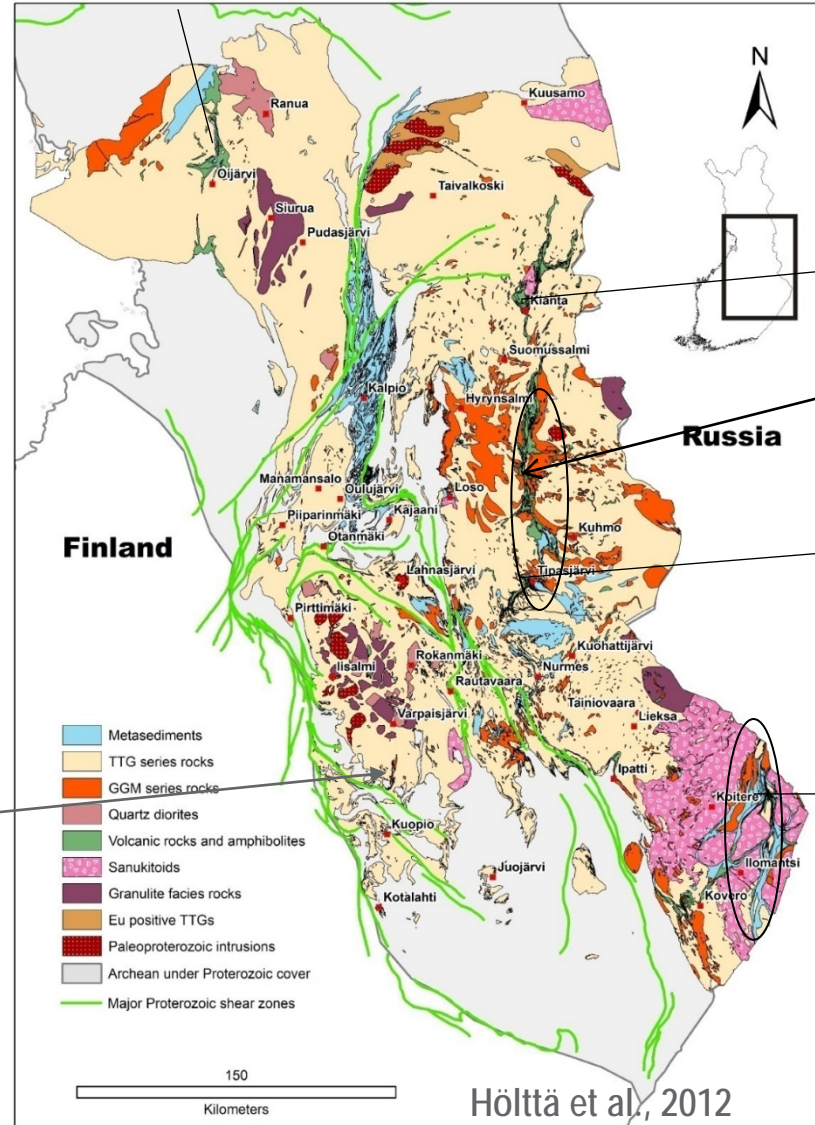 N
Ranua
Kuusamo
Oijärvi
Taivalkoski
Siurua
Pudasjärvi
Kianta
Suomussalmi
Kalpio
Hyrynsalmi
Russia
Manamansalo
Loso
Oulujärvi
Piiparinmäki
Kajaani
Kuhmo
Finland
Otanmäki
Lahnasjärvi
Tipasjärvi
Pirttimäki
Kuohattijärvi
Iisalmi
Rokanmäki
Nurmes
Rautavaara
Tainiovaara
Varpaisjärvi
Lieksa
Ipatti
Koitere
Kuopio
Juojärvi
Ilomantsi
Kotalahti
Kovero
Metasediments
TTG series rocks
GGM series rocks
Quartz diorites
Volcanic rocks and amphibolites
Sanukitoids
Granulite facies rocks
Eu positive TTGs
Paleoproterozoic intrusions
Archean under Proterozoic cover
Major Proterozoic shear zones
150
Kilometers
Hölttä et al., 2012